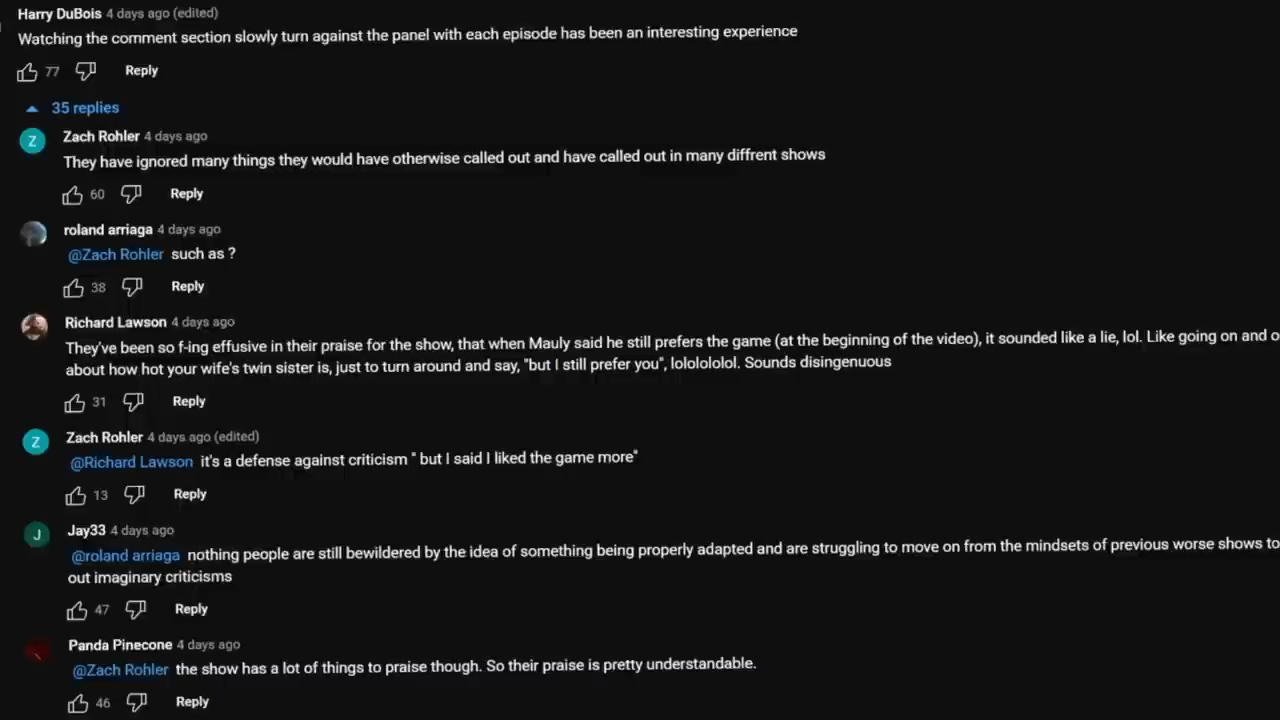 Harry DuBois 4 days ago (edited)
Watching the comment section slowly turn against the panel with each episode has been an interesting experience
77 Reply
35 replies
Z Zach Rohler 4 days ago
They have ignored many things they would have otherwise called out and have called out in many diffrent shows
60 Reply
roland arriaga 4 days ago
@Zach Rohler such as ?
38 Reply
Richard Lawson 4 days ago
They've been so f-ing effusive in their praise for the show, that when Mauly said he still prefers the game (at the beginning of the video), it sounded like a lie, lol. Like going on and o
about how hot your wife's twin sister is, just to turn around and say, "but I still prefer you", lolololol. Sounds disingenuous
31 Reply
Z Zach Rohler 4 days ago (edited)
@Richard Lawson it's a defense against criticism " but I said I liked the game more"
13 Reply
J Jay33 4 days ago
@roland arriaga nothing people are still bewildered by the idea of something being properly adapted and are struggling to move on from the mindsets of previous worse shows to
out imaginary criticisms
47 Reply
Panda Pinecone 4 days ago
@Zach Rohler the show has a lot of things to praise though. So their praise is pretty understandable.
46 Reply